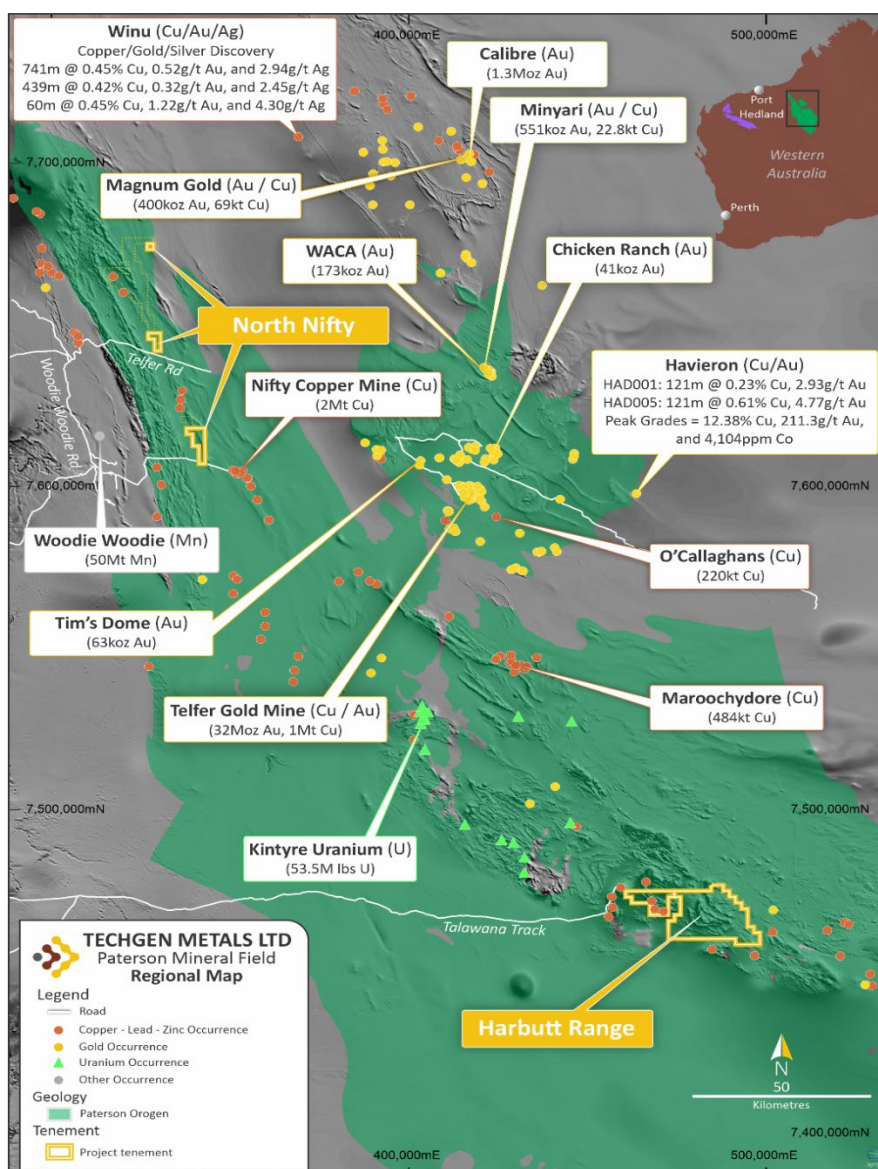 400,000mE
500,000mE
Winu (Cu/Au/Ag)
Copper/Gold/Silver Discovery
741m @ 0.45% Cu, 0.52g/t Au, and 2.94g/t Ag
439m @ 0.42% Cu, 0.32g/t Au, and 2.45g/t Ag
60m @ 0.45% Cu, 1.22g/t Au, and 4.30g/t Ag
Calibre (Au)
(1.3Moz Au)
Minyari (Au / Cu)
(551koz Au, 22.8kt Cu)
Port
Hedland
Western
Australia
Perth
7,700,000mN
Magnum Gold (Au / Cu)
(400koz Au, 69kt Cu)
WACA (Au)
(173koz Au)
Chicken Ranch (Au)
(41koz Au)
North Nifty
Telfer Rd
Woodie Woodie Rd
Nifty Copper Mine (Cu)
(2Mt Cu)
Havieron (Cu/Au)
HAD001: 121m @ 0.23% Cu, 2.93g/t Au
HAD005: 121m @ 0.61% Cu, 4.77g/t Au
Peak Grades = 12.38% Cu, 211.3g/t Au,
and 4,104ppm Co
7,600,000mN
7,600,000mN
Woodie Woodie (Mn)
(50Mt Mn)
O'Callaghans (Cu)
(220kt Cu)
Tim's Dome (Au)
(63koz Au)
Telfer Gold Mine (Cu / Au)
(32Moz Au, 1Mt Cu)
Maroochydore (Cu)
(484kt Cu)
7,500,000mN
7,500,000mN
Kintyre Uranium (U)
(53.5M lbs U)
Talawana Track
Harbutt Range
TECHGEN METALS LTD
Paterson Mineral Field
Regional Map
Legend
Road
Copper - Lead - Zinc Occurrence
Gold Occurrence
Uranium Occurrence
Other Occurrence
Geology
Paterson Orogen
Tenement
Project tenement
N
50
Kilometres
7,400,000mN
400,000mE
500,000mE